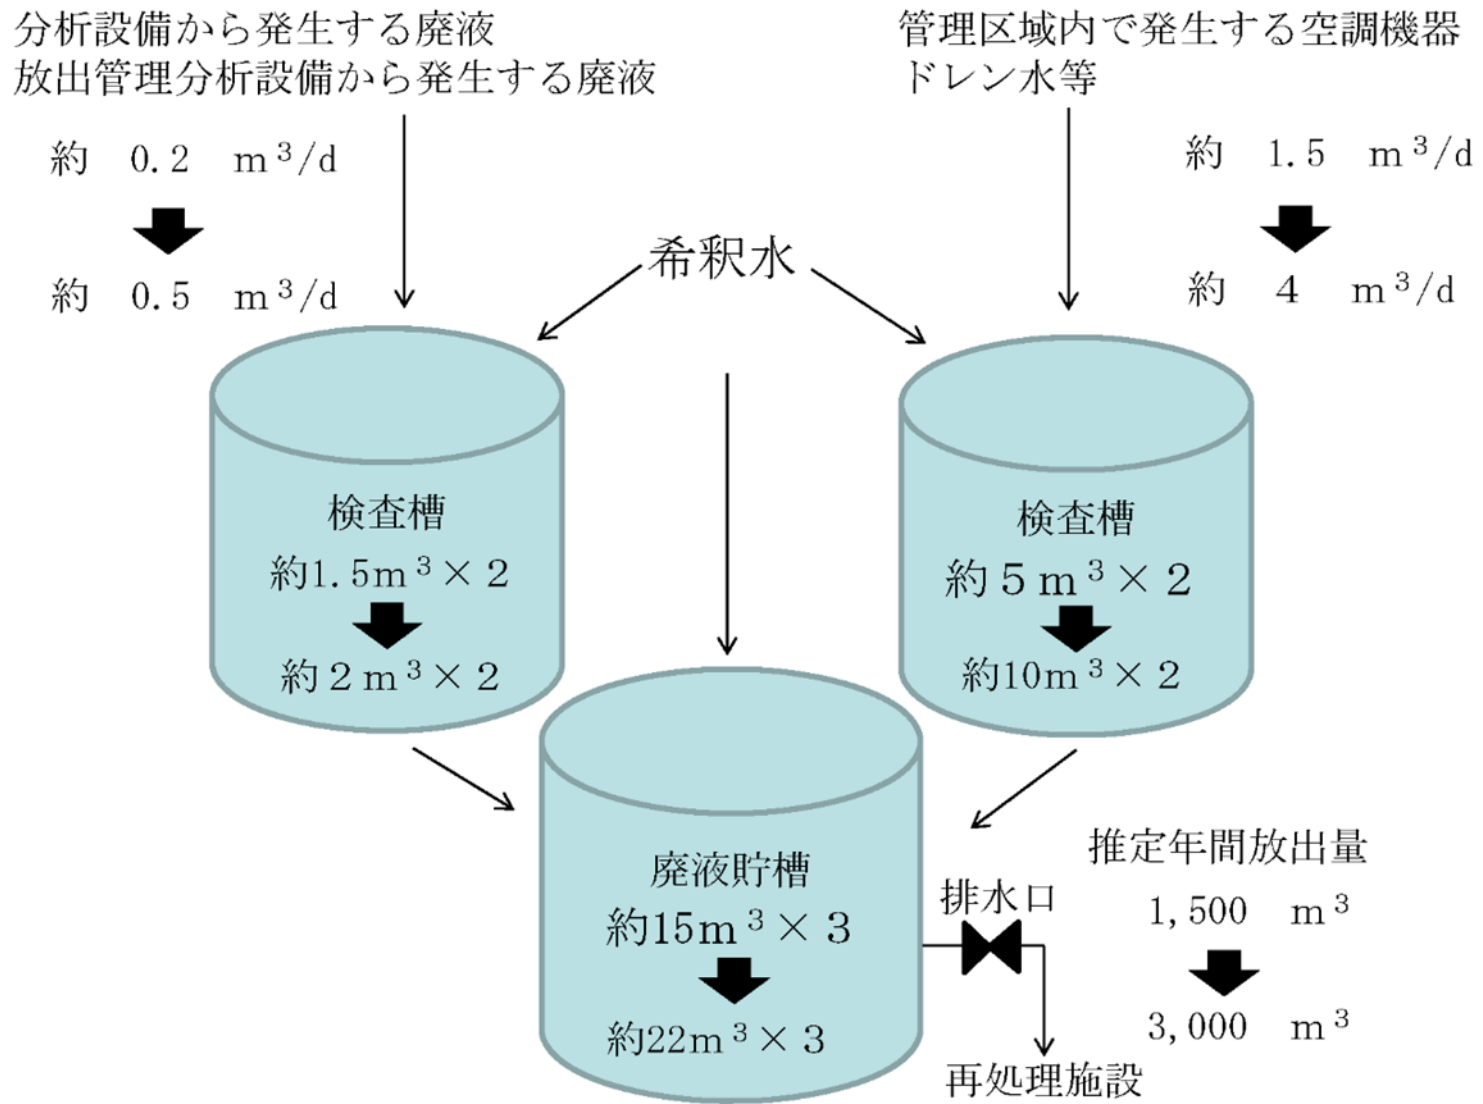 分析設備から発生する廃液
放出管理分析設備から発生する廃液
約 0.2 m³/d
約 0.5 m³/d
管理区域内で発生する空調機器
ドレン水等
約 1.5 m³/d
約 4 m³/d
希釈水
検査槽
約1.5m³×2
約2m³×2
検査槽
約5m³×2
約10m³×2
廃液貯槽
約15m³×3
約22m³×3
排水口
再処理施設
推定年間放出量
1,500 m³
3,000 m³